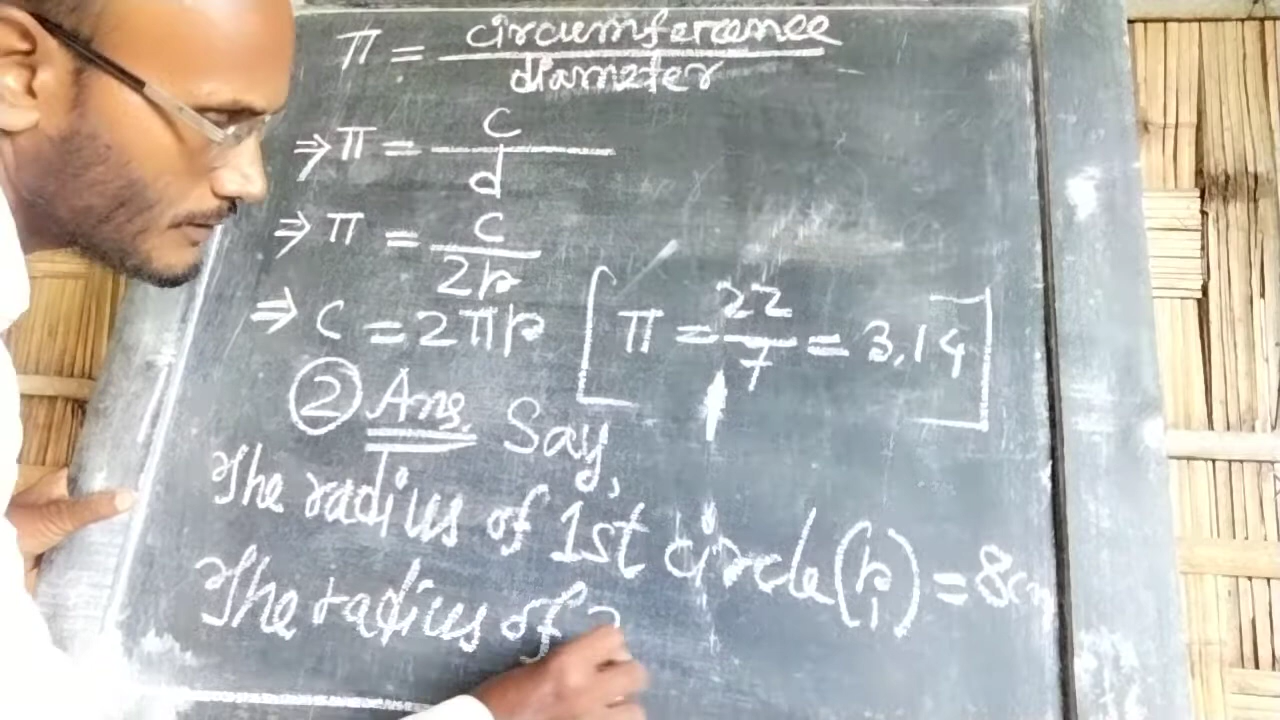 π = circumference / diameter
⇒ π = c / d
⇒ π = c / 2r
⇒ c = 2πr [π = 22/7 = 3.14]
② Ans. Say,
The radius of 1st circle (r₁) = 8cm
The radius of 2